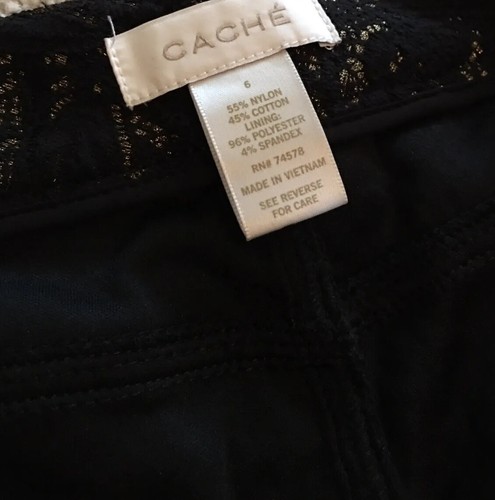 CACHÉ
6
55% NYLON
45% COTTON
LINING:
96% POLYESTER
4% SPANDEX
RN# 74578
MADE IN VIETNAM
SEE REVERSE
FOR CARE